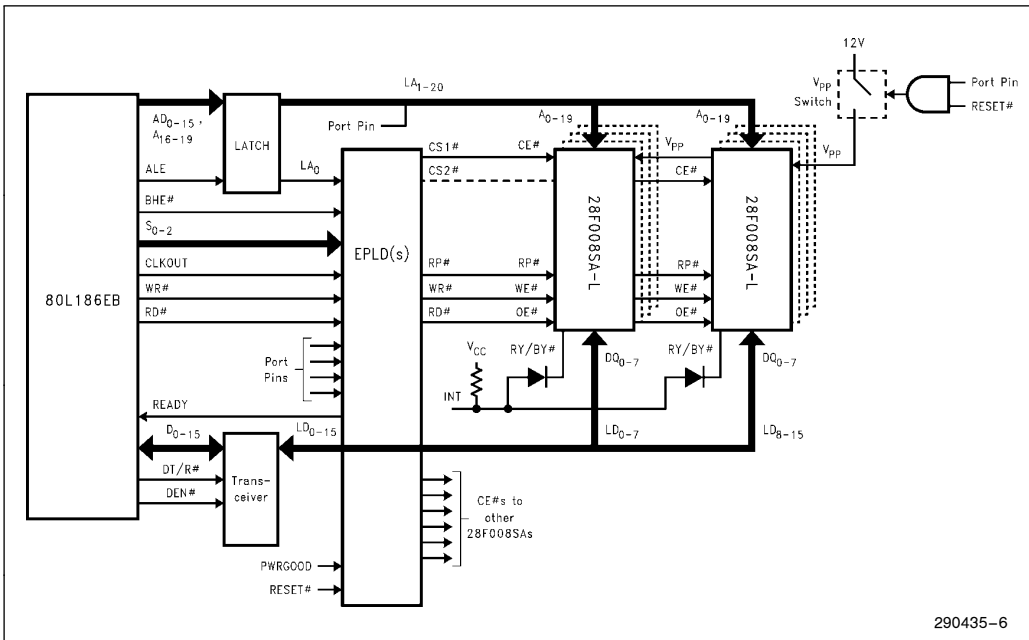 12V
VPP
Switch
Port Pin
RESET#
LA1-20
AD0-15,
A16-19
LATCH
Port Pin
A0-19
A0-19
VPP
VPP
ALE
LA0
CS1#
CE#
CS2#
CE#
BHE#
S0-2
EPLD(s)
28F008SA-L
28F008SA-L
CLKOUT
RP#
RP#
RP#
80L186EB
WR#
WR#
WE#
WE#
RD#
RD#
OE#
OE#
Port
Pins
VCC
RY/BY#
DQ0-7
RY/BY#
DQ0-7
INT
READY
D0-15
LD0-15
LD0-7
LD8-15
DT/R#
Trans-
ceiver
DEN#
CE#s to
other
28F008SAs
PWRGOOD
RESET#
290435-6